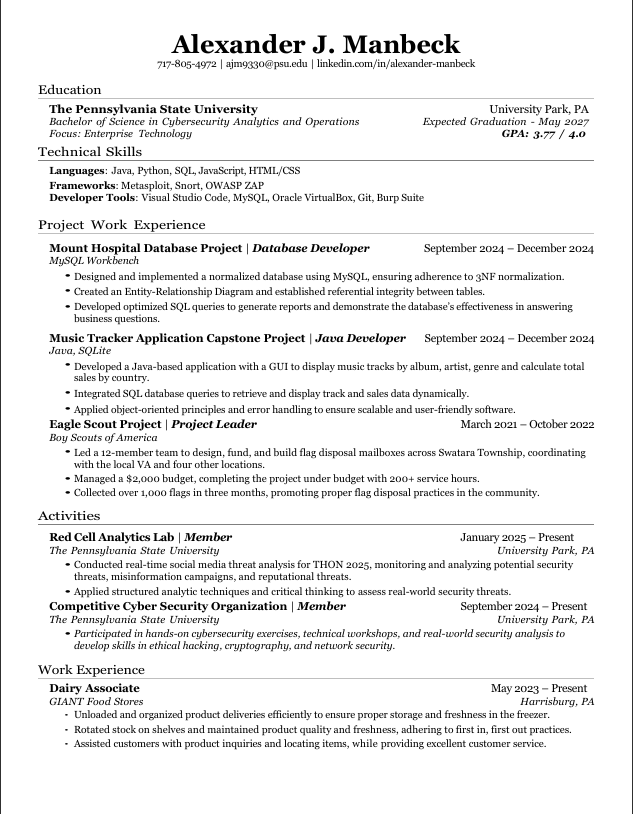 Alexander J. Manbeck
717-805-4972 | ajm9330@psu.edu | linkedin.com/in/alexander-manbeck
Education
The Pennsylvania State University University Park, PA
Bachelor of Science in Cybersecurity Analytics and Operations Expected Graduation - May 2027
Focus: Enterprise Technology GPA: 3.77 / 4.0
Technical Skills
Languages: Java, Python, SQL, JavaScript, HTML/CSS
Frameworks: Metasploit, Snort, OWASP ZAP
Developer Tools: Visual Studio Code, MySQL, Oracle VirtualBox, Git, Burp Suite
Project Work Experience
Mount Hospital Database Project | Database Developer September 2024 – December 2024
MySQL Workbench
• Designed and implemented a normalized database using MySQL, ensuring adherence to 3NF normalization.
• Created an Entity-Relationship Diagram and established referential integrity between tables.
• Developed optimized SQL queries to generate reports and demonstrate the database's effectiveness in answering
business questions.
Music Tracker Application Capstone Project | Java Developer September 2024 – December 2024
Java, SQLite
• Developed a Java-based application with a GUI to display music tracks by album, artist, genre and calculate total
sales by country.
• Integrated SQL database queries to retrieve and display track and sales data dynamically.
• Applied object-oriented principles and error handling to ensure scalable and user-friendly software.
Eagle Scout Project | Project Leader March 2021 – October 2022
Boy Scouts of America
• Led a 12-member team to design, fund, and build flag disposal mailboxes across Swatara Township, coordinating
with the local VA and four other locations.
• Managed a $2,000 budget, completing the project under budget with 200+ service hours.
• Collected over 1,000 flags in three months, promoting proper flag disposal practices in the community.
Activities
Red Cell Analytics Lab | Member January 2025 – Present
The Pennsylvania State University University Park, PA
• Conducted real-time social media threat analysis for THON 2025, monitoring and analyzing potential security
threats, misinformation campaigns, and reputational threats.
• Applied structured analytic techniques and critical thinking to assess real-world security threats.
Competitive Cyber Security Organization | Member September 2024 – Present
The Pennsylvania State University University Park, PA
• Participated in hands-on cybersecurity exercises, technical workshops, and real-world security analysis to
develop skills in ethical hacking, cryptography, and network security.
Work Experience
Dairy Associate May 2023 – Present
GIANT Food Stores Harrisburg, PA
- Unloaded and organized product deliveries efficiently to ensure proper storage and freshness in the freezer.
- Rotated stock on shelves and maintained product quality and freshness, adhering to first in, first out practices.
- Assisted customers with product inquiries and locating items, while providing excellent customer service.